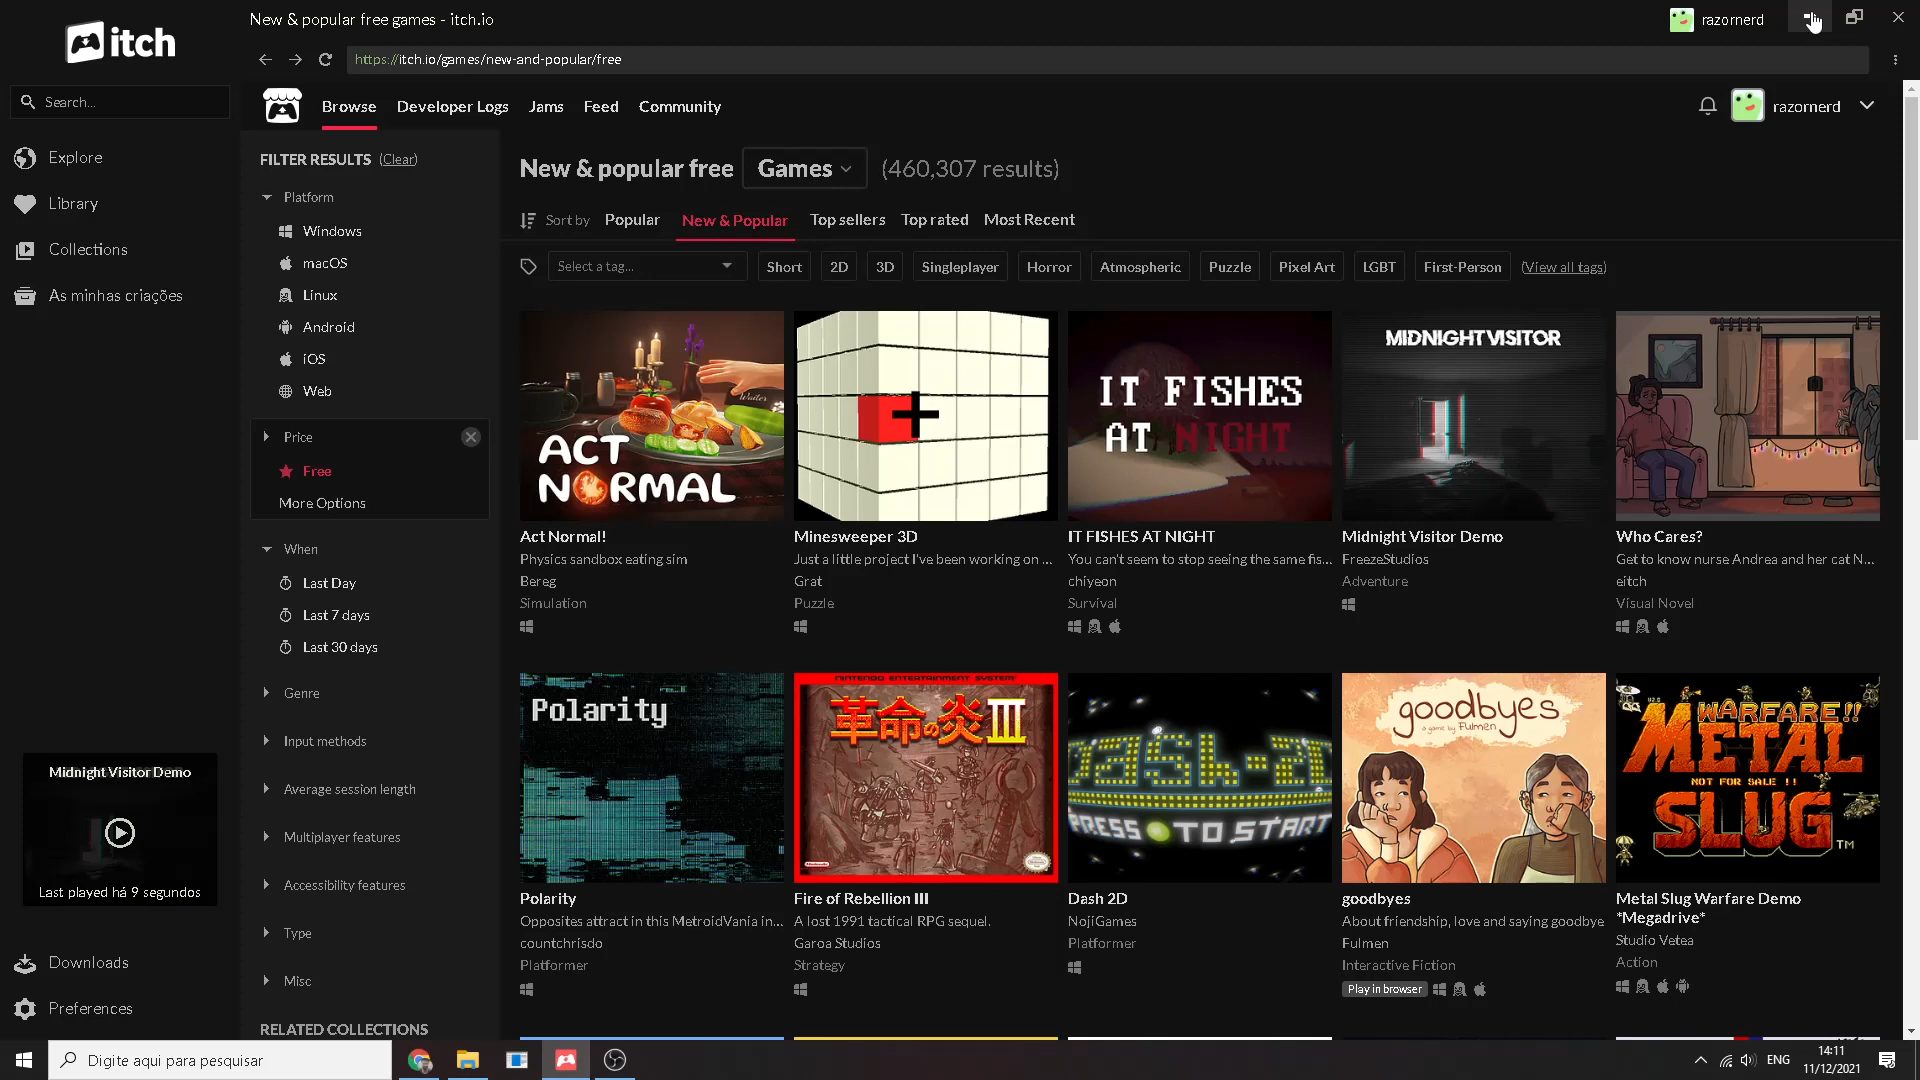 New & popular free games - itch.io
razornerd
itch
https://itch.io/games/new-and-popular/free
Search...
Explore
Library
Collections
As minhas criações
Midnight Visitor Demo
Last played há 9 segundos
Downloads
Preferences
Browse
Developer Logs
Jams
Feed
Community
razornerd
FILTER RESULTS (Clear)
Platform
Windows
macOS
Linux
Android
iOS
Web
Price
Free
More Options
When
Last Day
Last 7 days
Last 30 days
Genre
Input methods
Average session length
Multiplayer features
Accessibility features
Type
Misc
RELATED COLLECTIONS
New & popular free Games (460,307 results)
Sort by Popular New & Popular Top sellers Top rated Most Recent
Select a tag... Short 2D 3D Singleplayer Horror Atmospheric Puzzle Pixel Art LGBT First-Person (View all tags)
Walter
ACT
NORMAL
Act Normal!
Physics sandbox eating sim
Bereg
Simulation
Minesweeper 3D
Just a little project I've been working on ...
Grat
Puzzle
IT FISHES
AT NIGHT
IT FISHES AT NIGHT
You can't seem to stop seeing the same fis...
chiyeon
Survival
MIDNIGHT VISITOR
Midnight Visitor Demo
FreezeStudios
Adventure
Who Cares?
Get to know nurse Andrea and her cat N...
eitch
Visual Novel
Polarity
Polarity
Opposites attract in this MetroidVania in...
countchrisdo
Platformer
NINTENDO ENTERTAINMENT SYSTEM!
革命の炎III
Nintendo
Fire of Rebellion III
A lost 1991 tactical RPG sequel.
Garoa Studios
Strategy
DASH-2D
PRESS TO START
Dash 2D
NojiGames
Platformer
goodbyes
a game by Fulmen
goodbyes
About friendship, love and saying goodbye
Fulmen
Interactive Fiction
Play in browser
WARFARE!!
METAL
NOT FOR SALE !!
SLUG
TM
Metal Slug Warfare Demo
*Megadrive*
Studio Vetea
Action
Digite aqui para pesquisar
ENG
14:11
11/12/2021